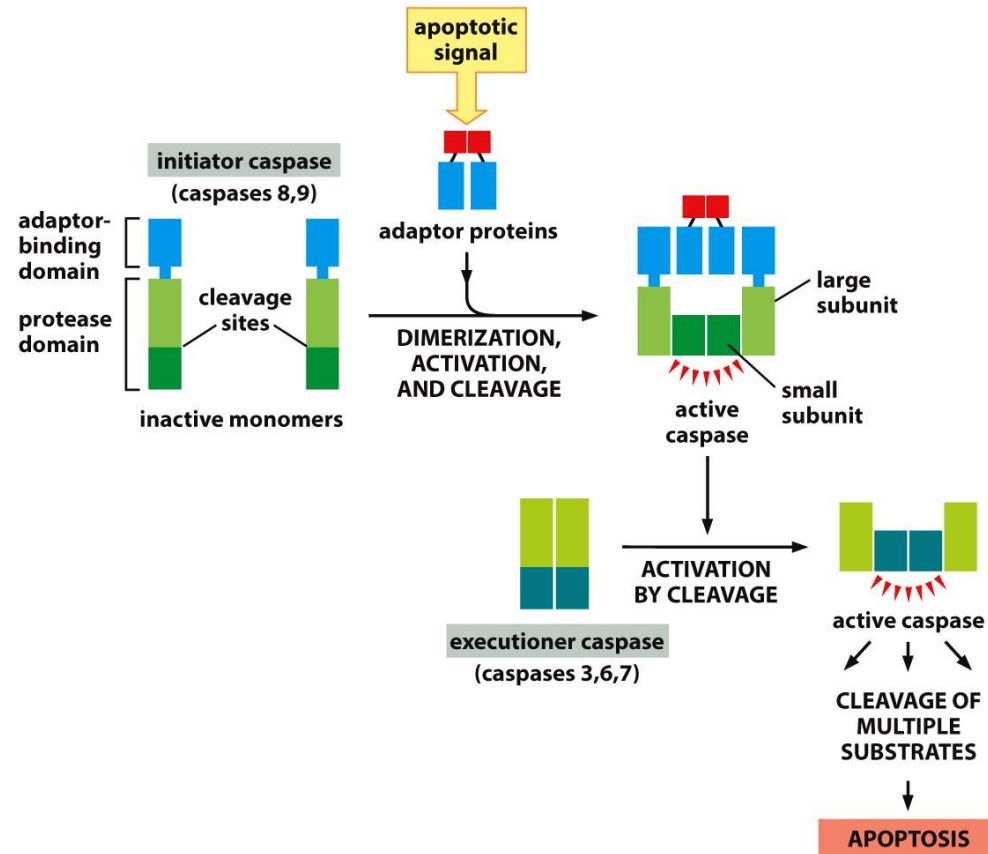 apoptotic
signal
initiator caspase
(caspases 8,9)
adaptor-
binding
domain
protease
domain
cleavage
sites
inactive monomers
adaptor proteins
DIMERIZATION,
ACTIVATION,
AND CLEAVAGE
large
subunit
small
subunit
active
caspase
executioner caspase
(caspases 3,6,7)
ACTIVATION
BY CLEAVAGE
active caspase
CLEAVAGE OF
MULTIPLE
SUBSTRATES
APOPTOSIS